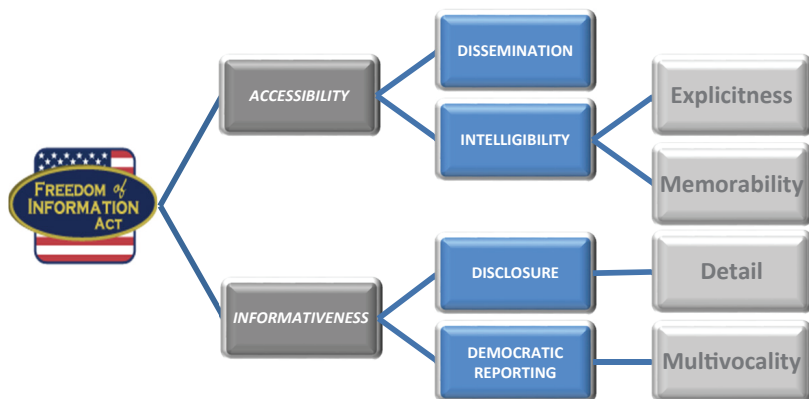 FREEDOM of
INFORMATION
ACT
ACCESSIBILITY
INFORMATIVENESS
DISSEMINATION
INTELLIGIBILITY
DISCLOSURE
DEMOCRATIC
REPORTING
Explicitness
Memorability
Detail
Multivocality